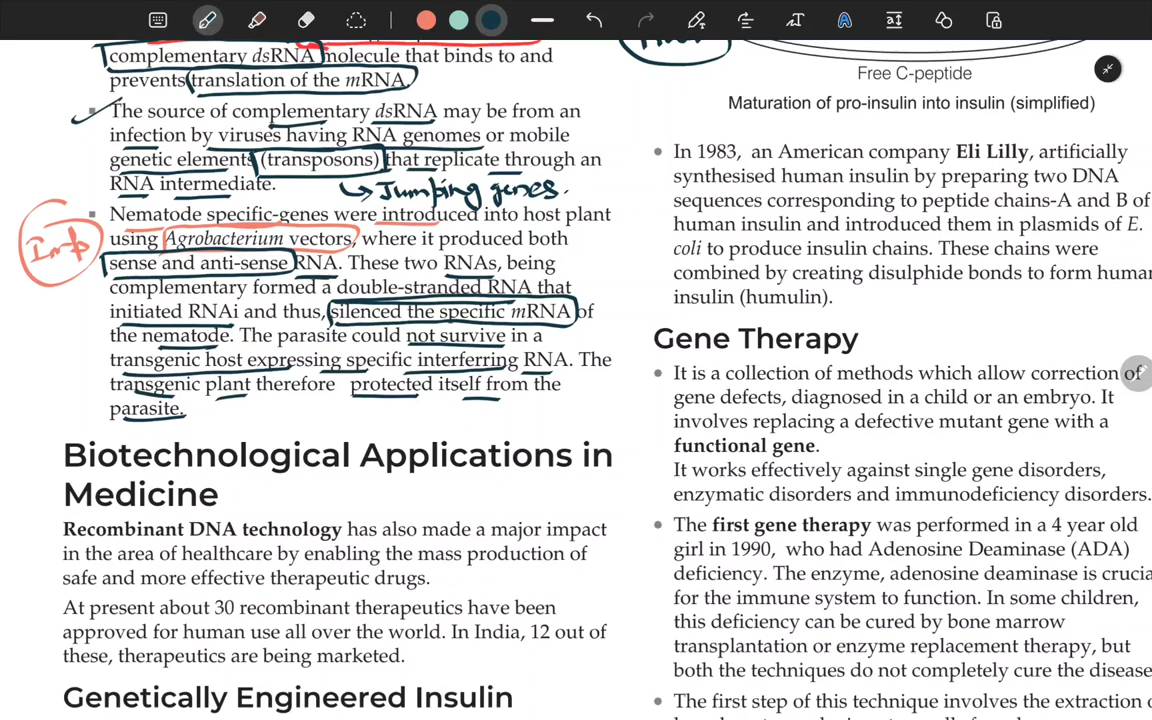 complementary dsRNA molecule that binds to and
prevents translation of the mRNA.
The source of complementary dsRNA may be from an
infection by viruses having RNA genomes or mobile
genetic elements (transposons) that replicate through an
RNA intermediate.
↳ Jumping genes.
Imp
Nematode specific-genes were introduced into host plant
using Agrobacterium vectors, where it produced both
sense and anti-sense RNA. These two RNAs, being
complementary formed a double-stranded RNA that
initiated RNAi and thus, silenced the specific mRNA of
the nematode. The parasite could not survive in a
transgenic host expressing specific interfering RNA. The
transgenic plant therefore protected itself from the
parasite.
Biotechnological Applications in
Medicine
Recombinant DNA technology has also made a major impact
in the area of healthcare by enabling the mass production of
safe and more effective therapeutic drugs.
At present about 30 recombinant therapeutics have been
approved for human use all over the world. In India, 12 out of
these, therapeutics are being marketed.
Genetically Engineered Insulin
Free C-peptide
Maturation of pro-insulin into insulin (simplified)
• In 1983, an American company Eli Lilly, artificially
synthesised human insulin by preparing two DNA
sequences corresponding to peptide chains-A and B of
human insulin and introduced them in plasmids of E.
coli to produce insulin chains. These chains were
combined by creating disulphide bonds to form human
insulin (humulin).
Gene Therapy
• It is a collection of methods which allow correction of
gene defects, diagnosed in a child or an embryo. It
involves replacing a defective mutant gene with a
functional gene.
It works effectively against single gene disorders,
enzymatic disorders and immunodeficiency disorders.
• The first gene therapy was performed in a 4 year old
girl in 1990, who had Adenosine Deaminase (ADA)
deficiency. The enzyme, adenosine deaminase is crucia
for the immune system to function. In some children,
this deficiency can be cured by bone marrow
transplantation or enzyme replacement therapy, but
both the techniques do not completely cure the disease
• The first step of this technique involves the extraction